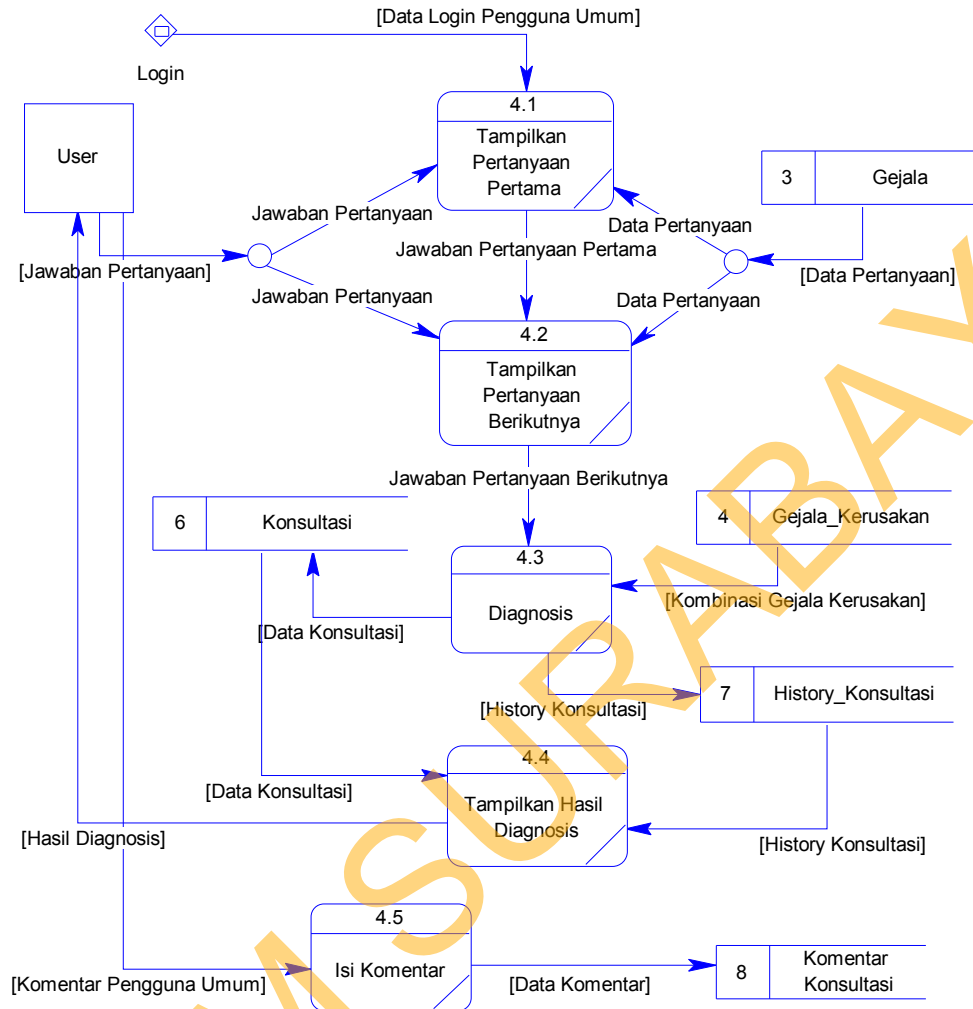 [Data Login Pengguna Umum]
Login
User
4.1
Tampilkan
Pertanyaan
Pertama
3
Gejala
Jawaban Pertanyaan
Data Pertanyaan
Jawaban Pertanyaan Pertama
[Jawaban Pertanyaan]
[Data Pertanyaan]
Jawaban Pertanyaan
Data Pertanyaan
4.2
Tampilkan
Pertanyaan
Berikutnya
Jawaban Pertanyaan Berikutnya
6
Konsultasi
4
Gejala_Kerusakan
4.3
Diagnosis
[Kombinasi Gejala Kerusakan]
[Data Konsultasi]
7
History_Konsultasi
[History Konsultasi]
4.4
Tampilkan Hasil
Diagnosis
[Data Konsultasi]
[Hasil Diagnosis]
[History Konsultasi]
4.5
Isi Komentar
[Komentar Pengguna Umum]
[Data Komentar]
8
Komentar
Konsultasi
M SURABAY